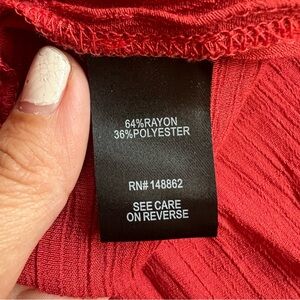 64%RAYON
36%POLYESTER
RN# 148862
SEE CARE
ON REVERSE